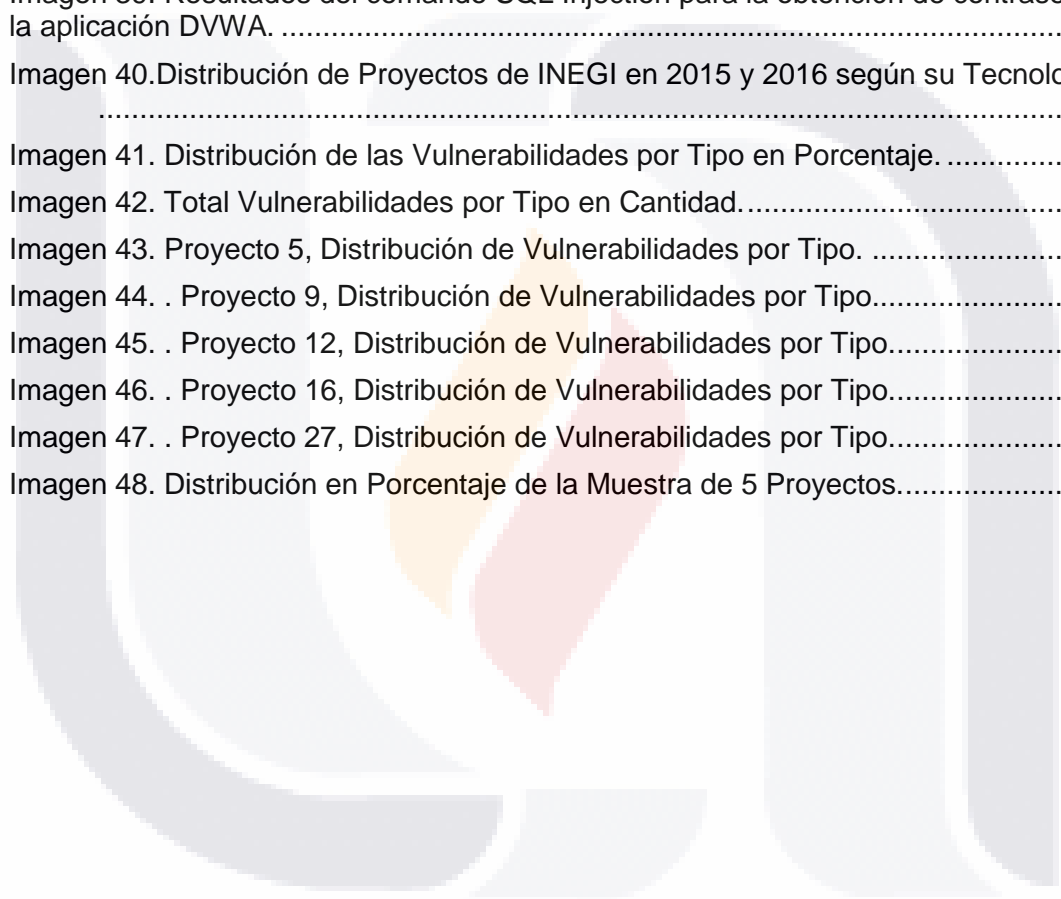 la aplicación DVWA. ........................................................................................................
Imagen 40.Distribución de Proyectos de INEGI en 2015 y 2016 según su
........................................................................................................................
Imagen 41. Distribución de las Vulnerabilidades por Tipo en Porcentaje. ..............
Imagen 42. Total Vulnerabilidades por Tipo en Cantidad.......................................
Imagen 43. Proyecto 5, Distribución de Vulnerabilidades por Tipo. .......................
Imagen 44. . Proyecto 9, Distribución de Vulnerabilidades por Tipo.......................
Imagen 45. . Proyecto 12, Distribución de Vulnerabilidades por Tipo.....................
Imagen 46. . Proyecto 16, Distribución de Vulnerabilidades por Tipo.....................
Imagen 47. . Proyecto 27, Distribución de Vulnerabilidades por Tipo.....................
Imagen 48. Distribución en Porcentaje de la Muestra de 5 Proyectos....................